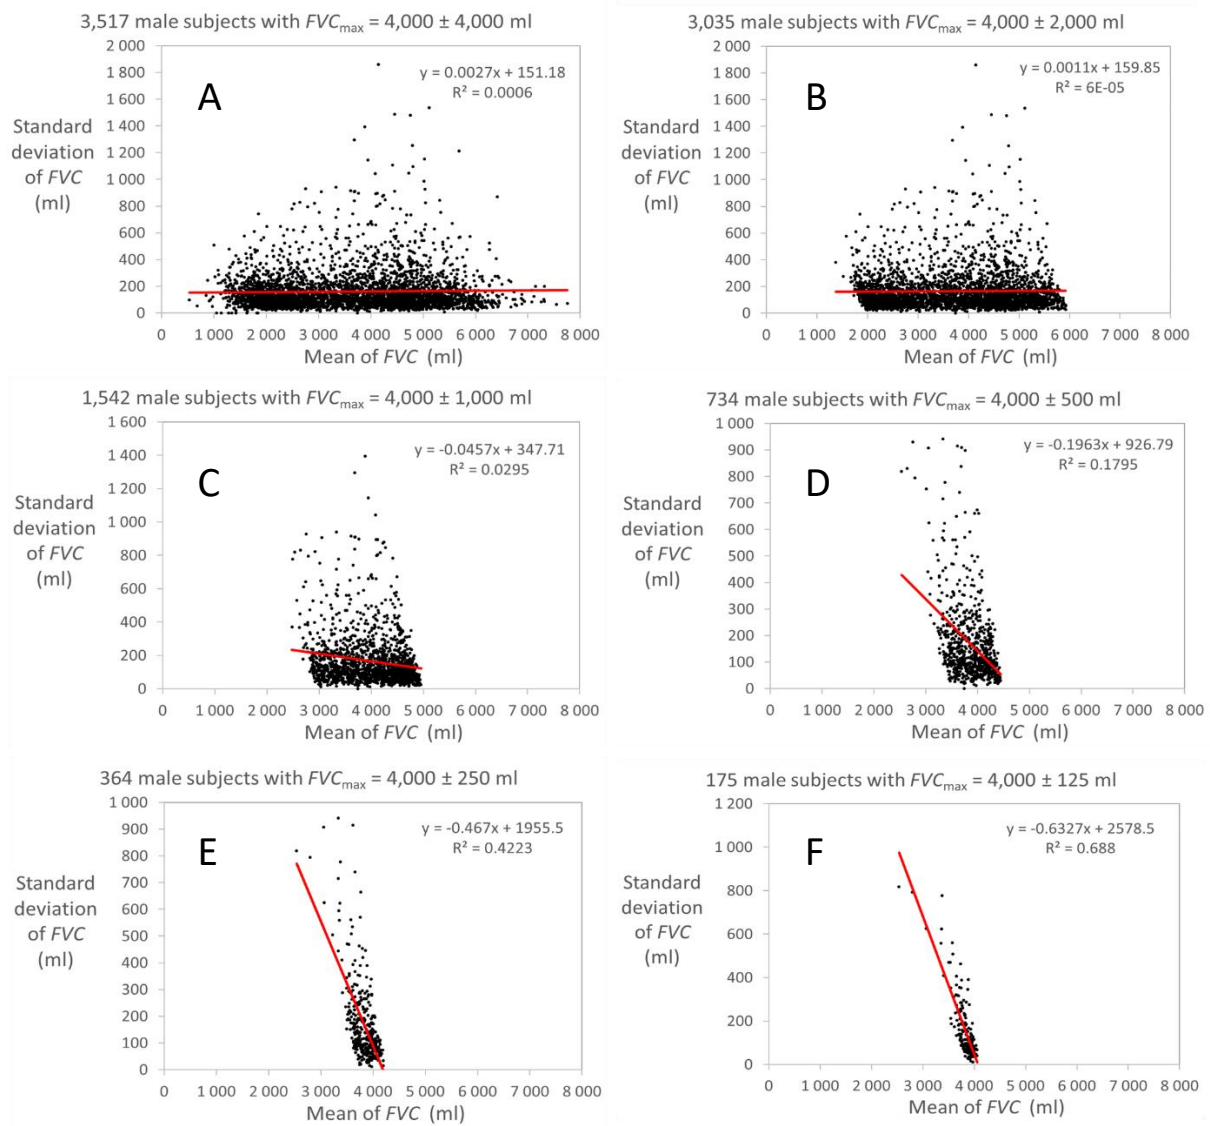 3,517 male subjects with FVCmax = 4,000 ± 4,000 ml
2 000
1 800
1 600
1 400
1 200
1 000
800
600
400
200
0
Standard
deviation
of FVC
(ml)
A
y = 0.0027x + 151.18
R² = 0.0006
0 1 000 2 000 3 000 4 000 5 000 6 000 7 000 8 000
Mean of FVC (ml)
3,035 male subjects with FVCmax = 4,000 ± 2,000 ml
2 000
1 800
1 600
1 400
1 200
1 000
800
600
400
200
0
Standard
deviation
of FVC
(ml)
B
y = 0.0011x + 159.85
R² = 6E-05
0 1 000 2 000 3 000 4 000 5 000 6 000 7 000 8 000
Mean of FVC (ml)
1,542 male subjects with FVCmax = 4,000 ± 1,000 ml
1 600
1 400
1 200
1 000
800
600
400
200
0
Standard
deviation
of FVC
(ml)
C
y = -0.0457x + 347.71
R² = 0.0295
0 1 000 2 000 3 000 4 000 5 000 6 000 7 000 8 000
Mean of FVC (ml)
734 male subjects with FVCmax = 4,000 ± 500 ml
1 000
900
800
700
600
500
400
300
200
100
0
Standard
deviation
of FVC
(ml)
D
y = -0.1963x + 926.79
R² = 0.1795
0 1 000 2 000 3 000 4 000 5 000 6 000 7 000 8 000
Mean of FVC (ml)
364 male subjects with FVCmax = 4,000 ± 250 ml
1 000
900
800
700
600
500
400
300
200
100
0
Standard
deviation
of FVC
(ml)
E
y = -0.467x + 1955.5
R² = 0.4223
0 1 000 2 000 3 000 4 000 5 000 6 000 7 000 8 000
Mean of FVC (ml)
175 male subjects with FVCmax = 4,000 ± 125 ml
1 200
1 000
800
600
400
200
0
Standard
deviation
of FVC
(ml)
F
y = -0.6327x + 2578.5
R² = 0.688
0 1 000 2 000 3 000 4 000 5 000 6 000 7 000 8 000
Mean of FVC (ml)